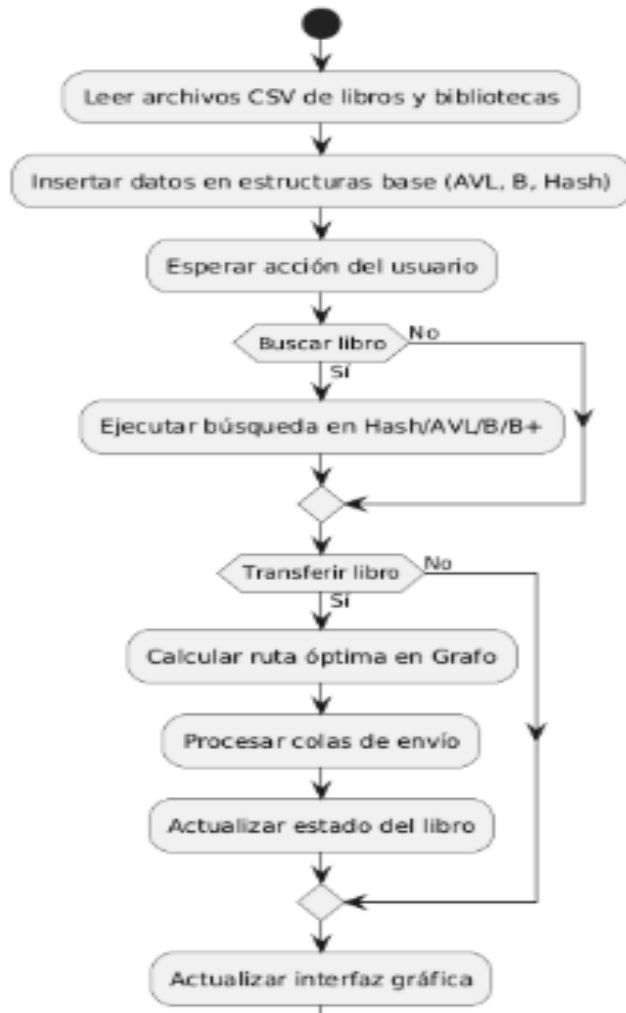 Leer archivos CSV de libros y bibliotecas
Insertar datos en estructuras base (AVL, B, Hash)
Esperar acción del usuario
Buscar libro
No
Sí
Ejecutar búsqueda en Hash/AVL/B/B+
Transferir libro
No
Sí
Calcular ruta óptima en Grafo
Procesar colas de envío
Actualizar estado del libro
Actualizar interfaz gráfica